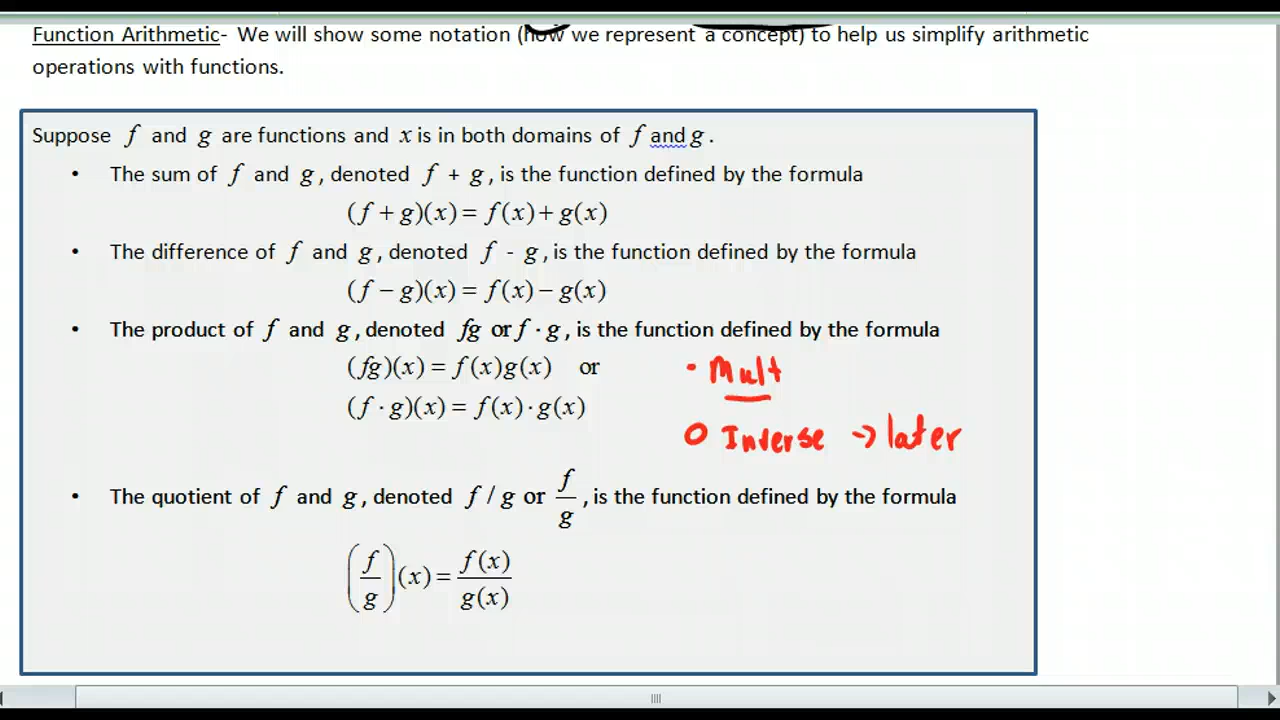 Function Arithmetic- We will show some notation (how we represent a concept) to help us simplify arithmetic
operations with functions.
Suppose f and g are functions and x is in both domains of f and g.
• The sum of f and g, denoted f + g, is the function defined by the formula
(f + g)(x) = f(x) + g(x)
• The difference of f and g, denoted f - g, is the function defined by the formula
(f − g)(x) = f(x) − g(x)
• The product of f and g, denoted fg or f · g, is the function defined by the formula
(fg)(x) = f(x)g(x) or
• Mult
(f · g)(x) = f(x) · g(x)
O Inverse → later
• The quotient of f and g, denoted f / g or f/g, is the function defined by the formula
(f/g)(x) = f(x)/g(x)